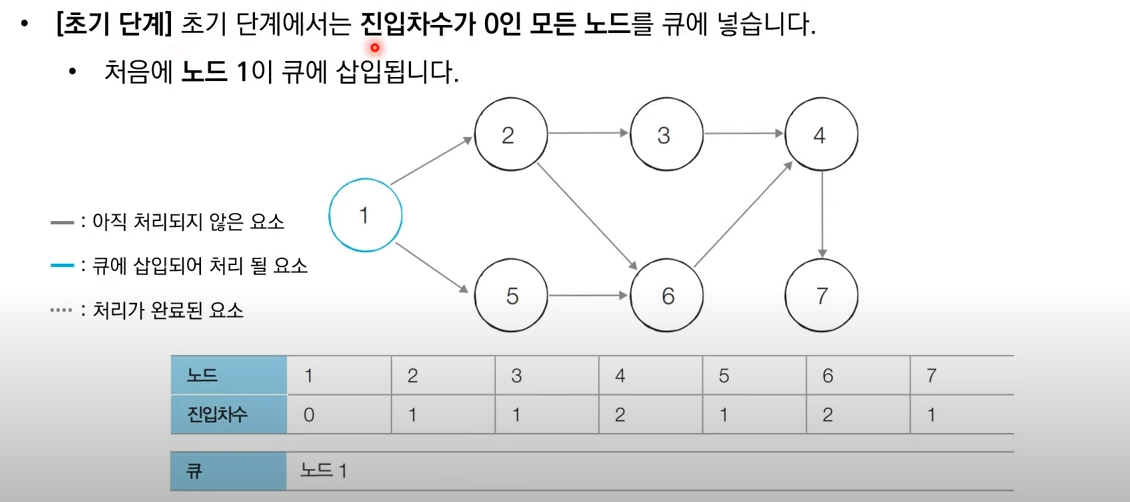 • [초기 단계] 초기 단계에서는 진입차수가 0인 모든 노드를 큐에 넣습니다.
• 처음에 노드 1이 큐에 삽입됩니다.
2 3 4
1
: 아직 처리되지 않은 요소
: 큐에 삽입되어 처리 될 요소
5 6 7
: 처리가 완료된 요소
노드 1 2 3 4 5 6 7
진입차수 0 1 1 2 1 2 1
큐 노드 1